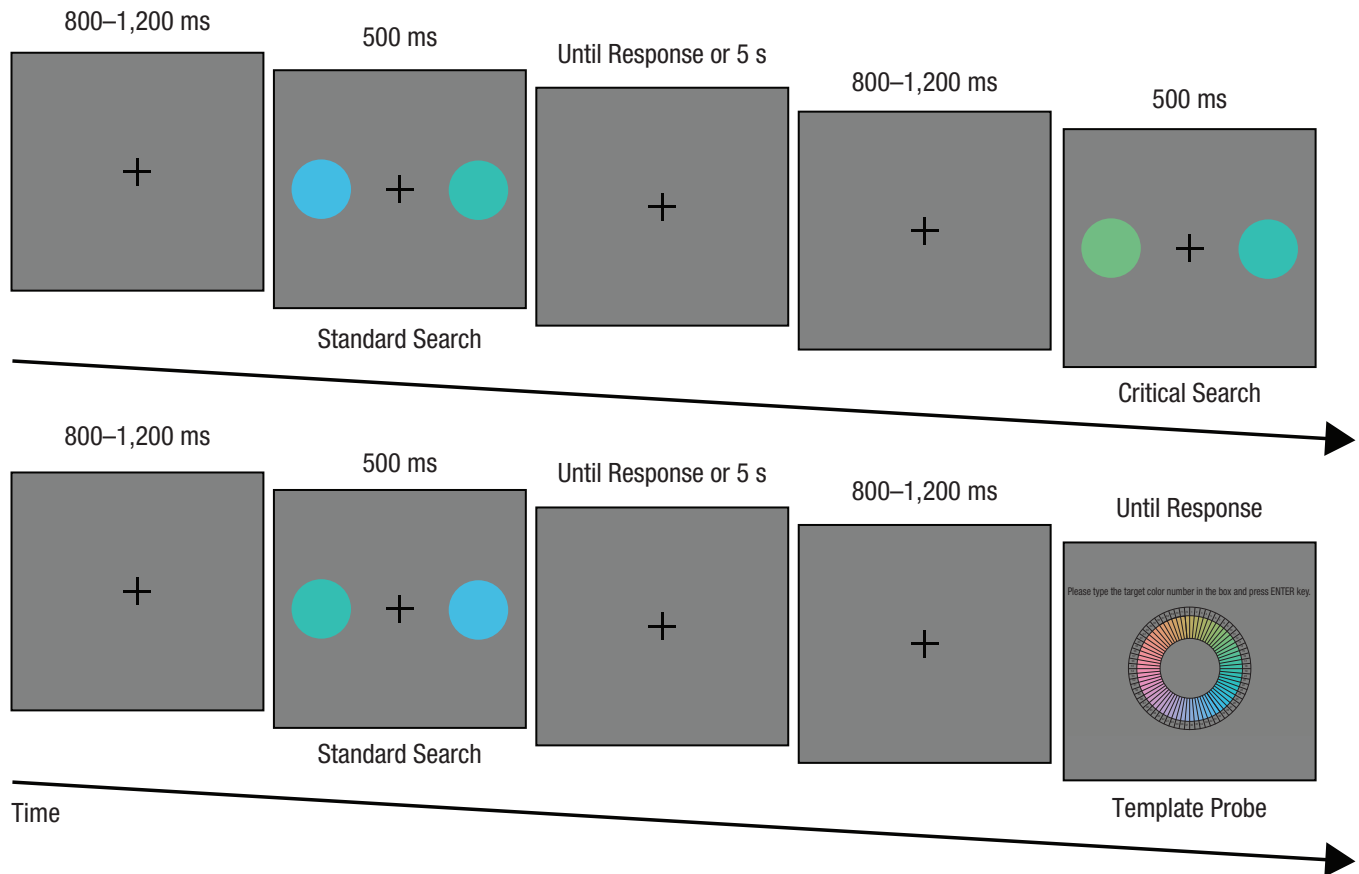 800–1,200 ms
500 ms
Until Response or 5 s
800–1,200 ms
500 ms
Standard Search
Critical Search
800–1,200 ms
500 ms
Until Response or 5 s
800–1,200 ms
Until Response
Please type the target color number in the box and press ENTER key.
Standard Search
Template Probe
Time